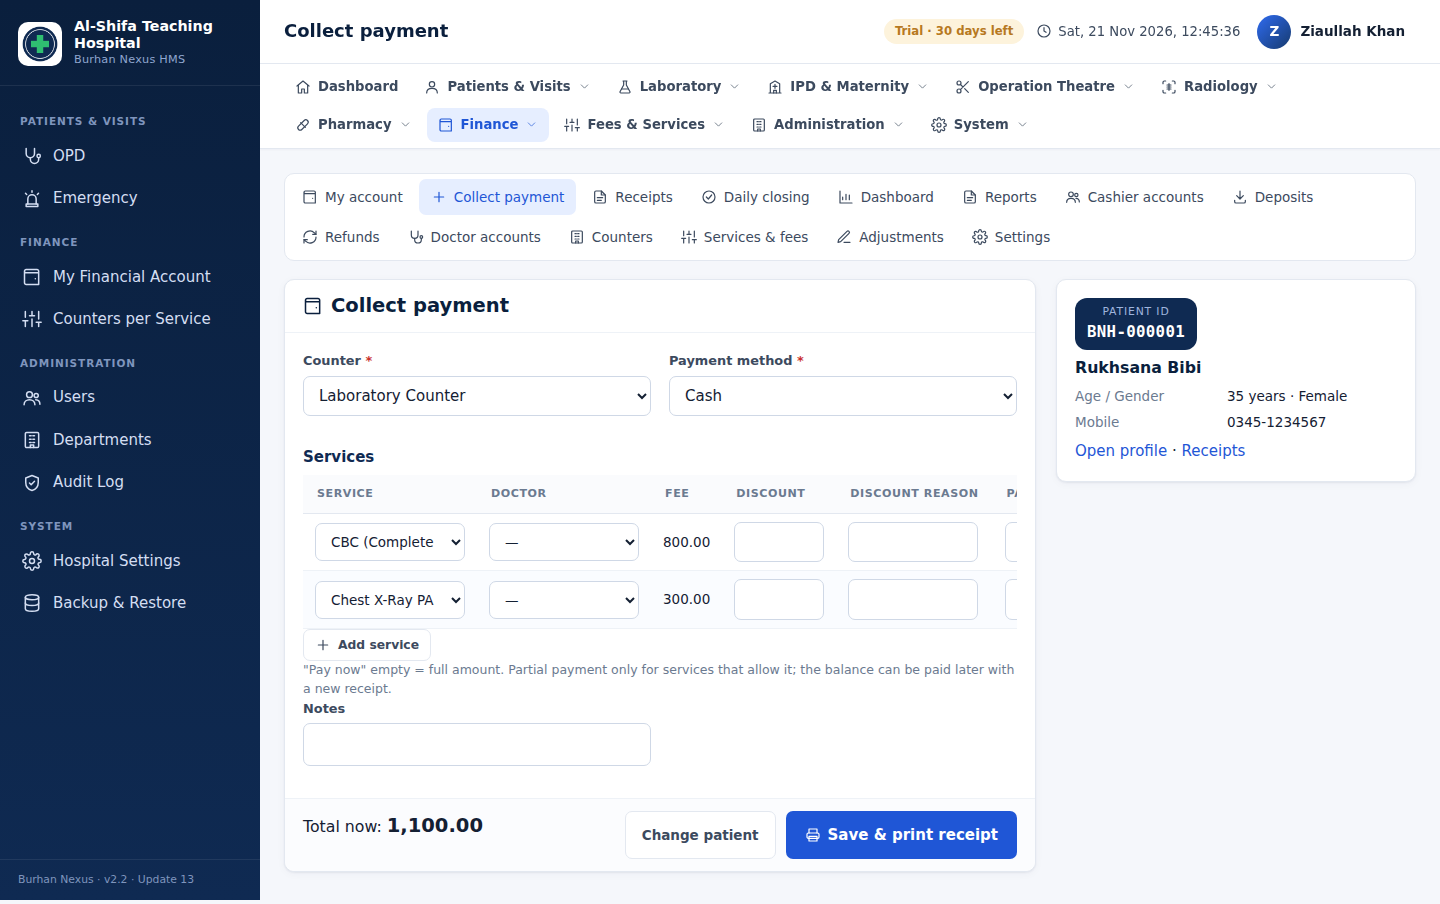 Al-Shifa Teaching
Hospital
Burhan Nexus HMS
PATIENTS & VISITS
OPD
Emergency
FINANCE
My Financial Account
Counters per Service
ADMINISTRATION
Users
Departments
Audit Log
SYSTEM
Hospital Settings
Backup & Restore
Burhan Nexus · v2.2 · Update 13
Collect payment
Trial · 30 days left
Sat, 21 Nov 2026, 12:45:36
Z
Ziaullah Khan
Dashboard Patients & Visits Laboratory IPD & Maternity Operation Theatre Radiology
Pharmacy Finance Fees & Services Administration System
My account Collect payment Receipts Daily closing Dashboard Reports Cashier accounts Deposits
Refunds Doctor accounts Counters Services & fees Adjustments Settings
Collect payment
Counter * Payment method *
Laboratory Counter Cash
Services
SERVICE DOCTOR FEE DISCOUNT DISCOUNT REASON
CBC (Complete — 800.00
Chest X-Ray PA — 300.00
Add service
"Pay now" empty = full amount. Partial payment only for services that allow it; the balance can be paid later with
a new receipt.
Notes
Total now: 1,100.00 Change patient Save & print receipt
PATIENT ID
BNH-000001
Rukhsana Bibi
Age / Gender 35 years · Female
Mobile 0345-1234567
Open profile · Receipts